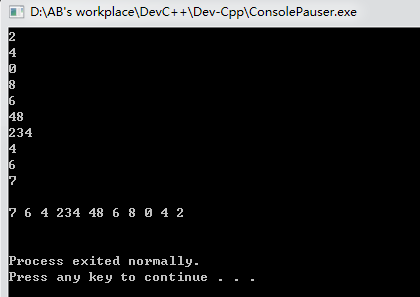 D:\AB's workplace\DevC++\Dev-Cpp\ConsolePauser.exe
2
4
0
8
6
48
234
4
6
7
7 6 4 234 48 6 8 0 4 2
Process exited normally.
Press any key to continue . . .